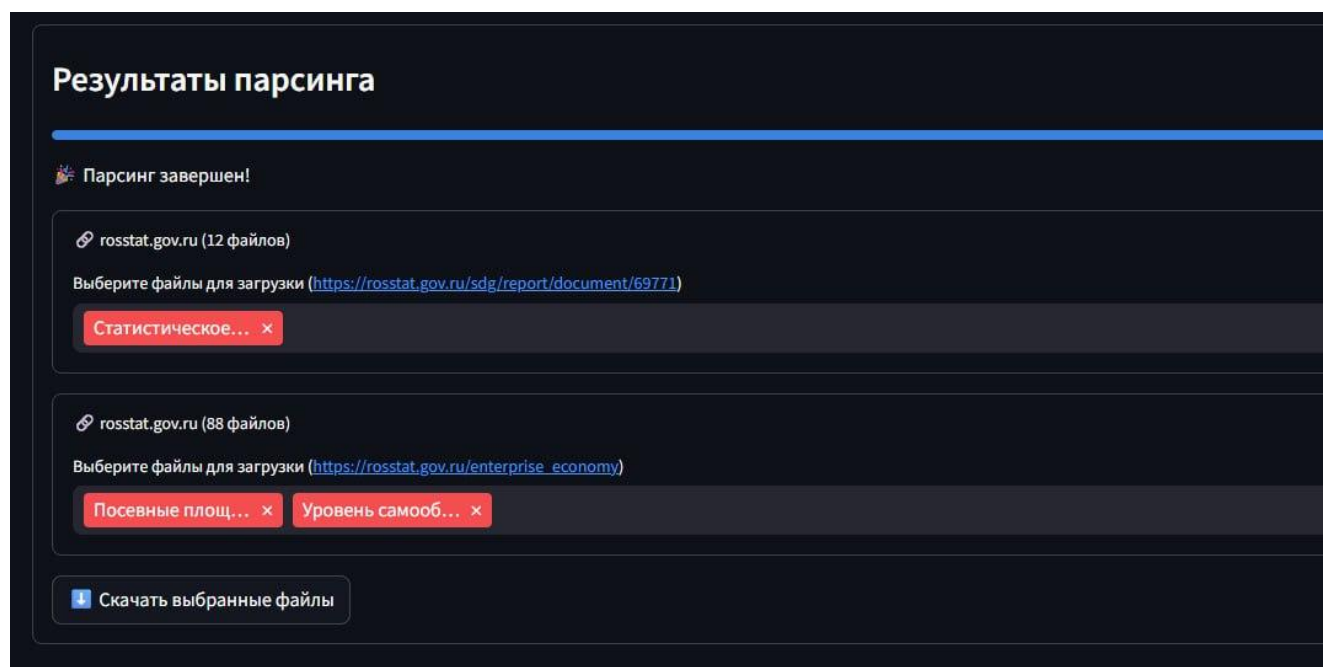 Результаты парсинга
🎉 Парсинг завершен!
🔗 rosstat.gov.ru (12 файлов)
Выберите файлы для загрузки (https://rosstat.gov.ru/sdg/report/document/69771)
Статистическое... ×
🔗 rosstat.gov.ru (88 файлов)
Выберите файлы для загрузки (https://rosstat.gov.ru/enterprise_economy)
Посевные площ... × Уровень самооб... ×
⬇️ Скачать выбранные файлы